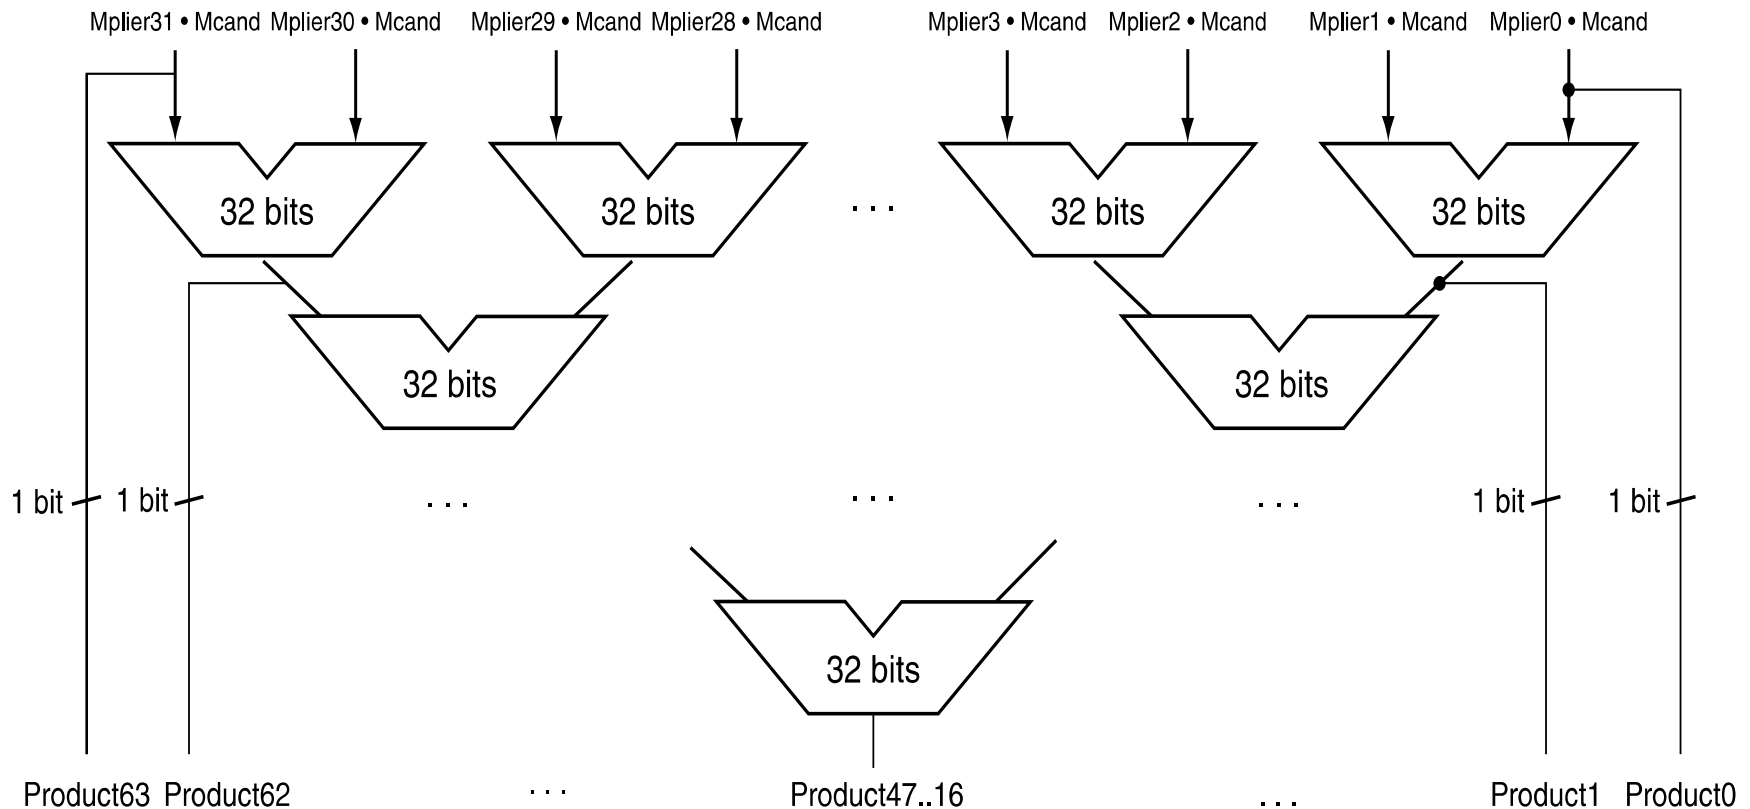 Mplier31 • Mcand Mplier30 • Mcand Mplier29 • Mcand Mplier28 • Mcand Mplier3 • Mcand Mplier2 • Mcand Mplier1 • Mcand Mplier0 • Mcand
32 bits 32 bits . . . 32 bits 32 bits
32 bits 32 bits
1 bit 1 bit . . . . . . . . . 1 bit 1 bit
32 bits
Product63 Product62 . . . Product47..16 . . . Product1 Product0